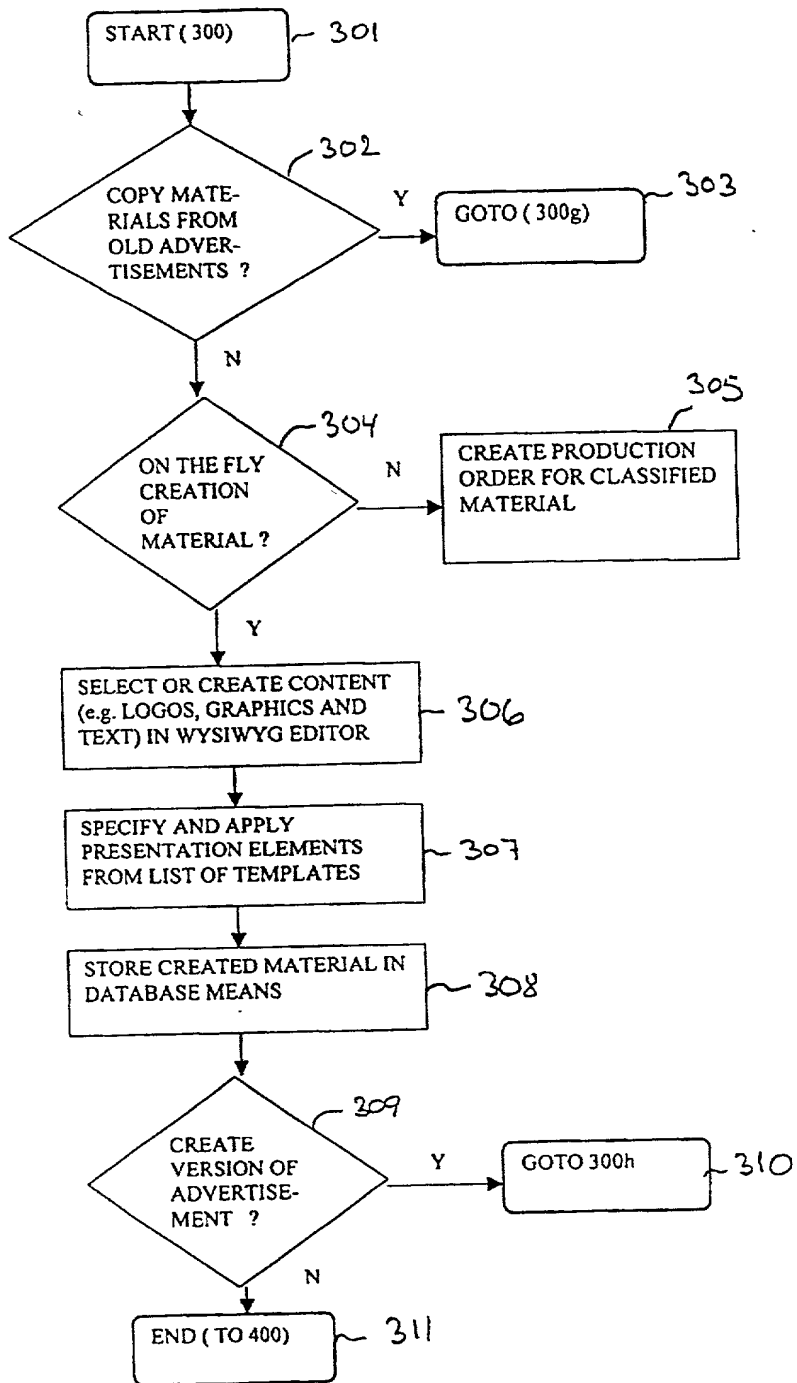 START ( 300)
301
302
COPY MATE-
RIALS FROM
OLD ADVER-
TISEMENTS ?
Y
GOTO ( 300g)
303
N
304
ON THE FLY
CREATION
OF
MATERIAL ?
N
305
CREATE PRODUCTION
ORDER FOR CLASSIFIED
MATERIAL
Y
SELECT OR CREATE CONTENT
(e.g. LOGOS, GRAPHICS AND
TEXT) IN WYSIWYG EDITOR
306
SPECIFY AND APPLY
PRESENTATION ELEMENTS
FROM LIST OF TEMPLATES
307
STORE CREATED MATERIAL IN
DATABASE MEANS
308
309
CREATE
VERSION OF
ADVERTISE-
MENT ?
Y
GOTO 300h
310
N
END ( TO 400)
311